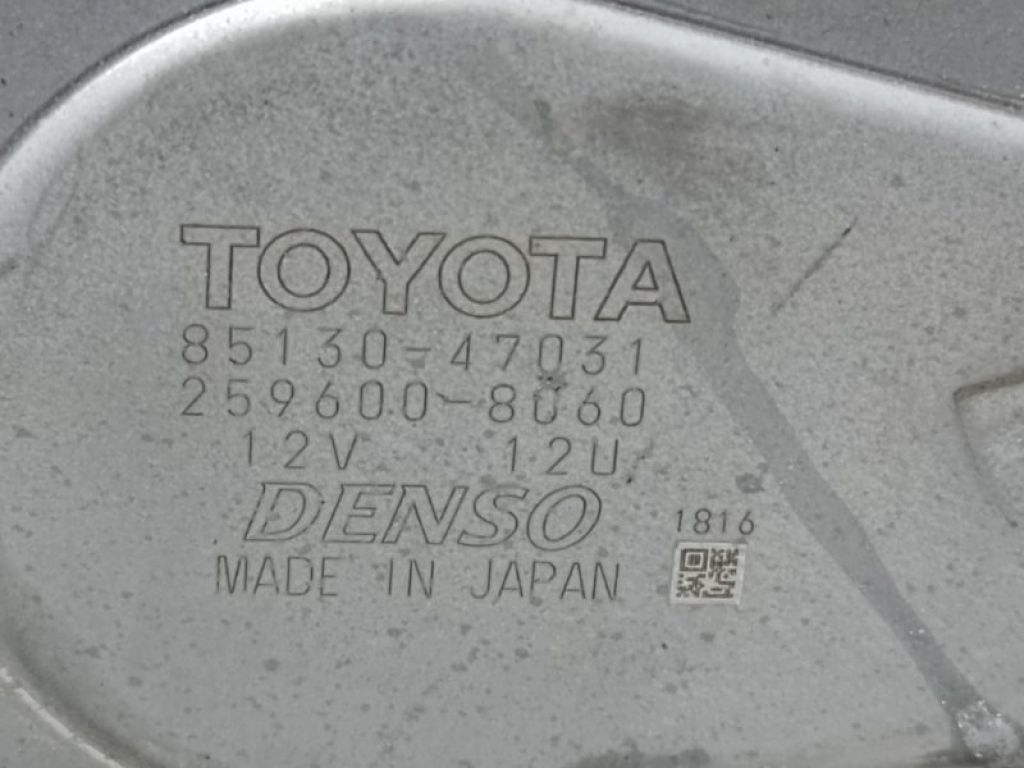 TOYOTA
85130-47031
259600-8060
12V 12U
DENSO
1816
MADE IN JAPAN